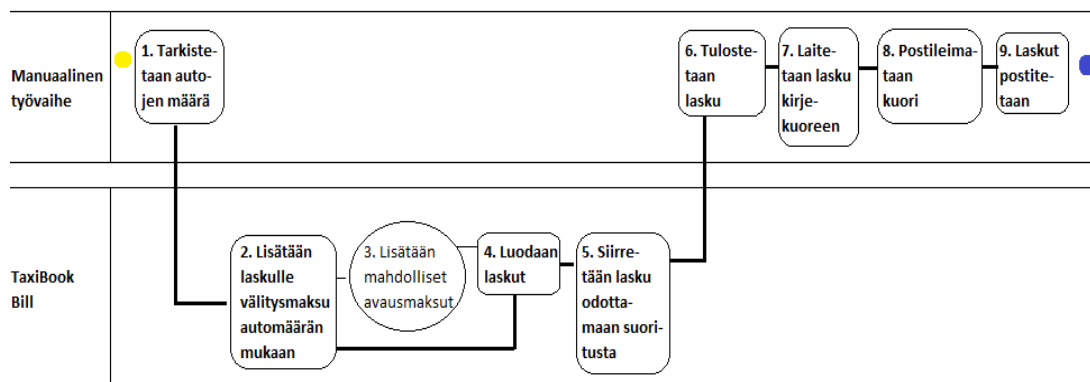 Manuaalinen
työvaihe
1. Tarkiste-
taan auto-
jen määrä
6. Tuloste-
taan
lasku
7. Laite-
taan lasku
kirje-
kuoreen
8. Postileima-
taan
kuori
9. Laskut
postite-
taan
TaxiBook
Bill
2. Lisätään
laskulle
välitysmaksu
automäärän
mukaan
3. Lisätään
mahdolliset
avausmaksut
4. Luodaan
laskut
5. Siirre-
tään lasku
odotta-
maan suori-
tusta